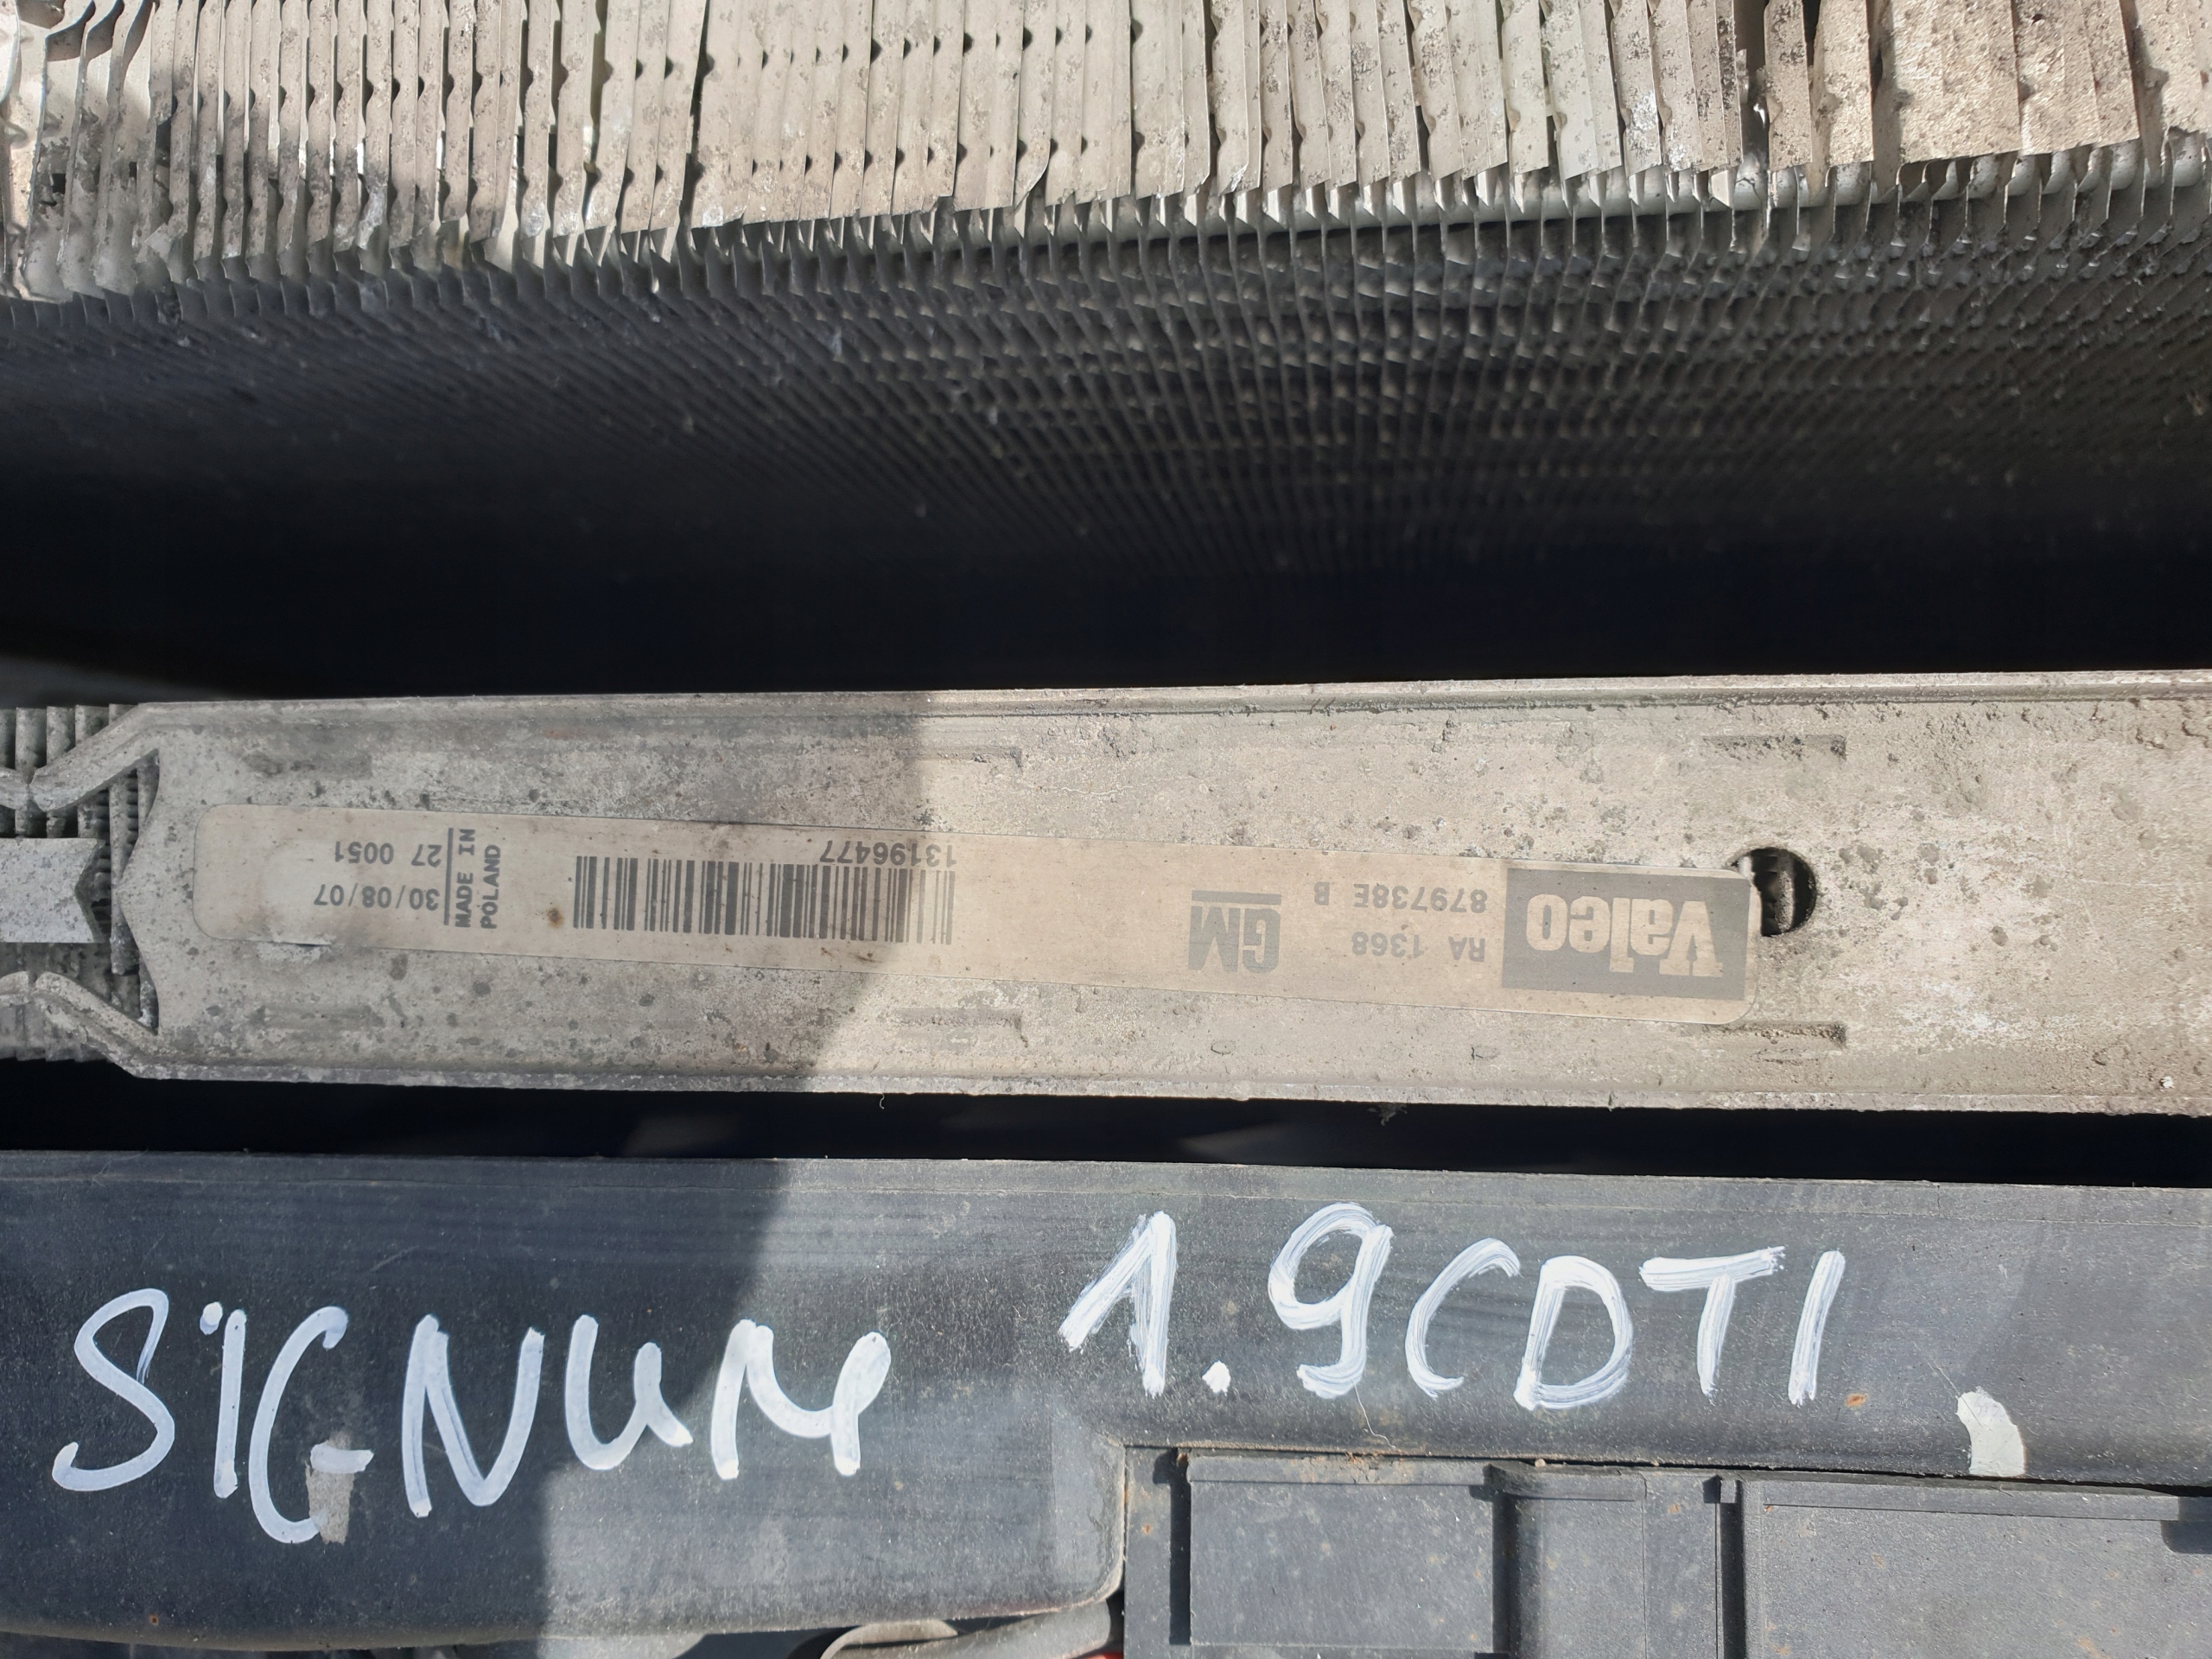 Valeo
RA 1368
879738E B
GM
13196477
MADE IN
POLAND
30/08/07
27 0051
SiGNUM 1.9CDTI